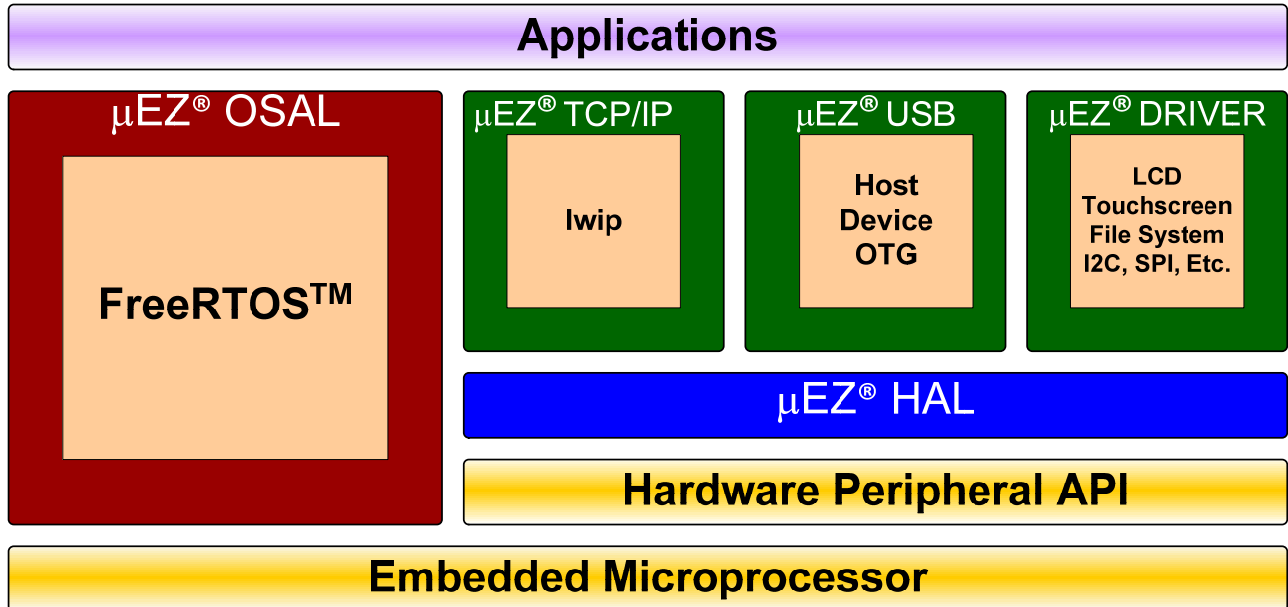 Applications
μEZ® OSAL
FreeRTOS™
μEZ® TCP/IP
lwip
μEZ® USB
Host
Device
OTG
μEZ® DRIVER
LCD
Touchscreen
File System
I2C, SPI, Etc.
μEZ® HAL
Hardware Peripheral API
Embedded Microprocessor